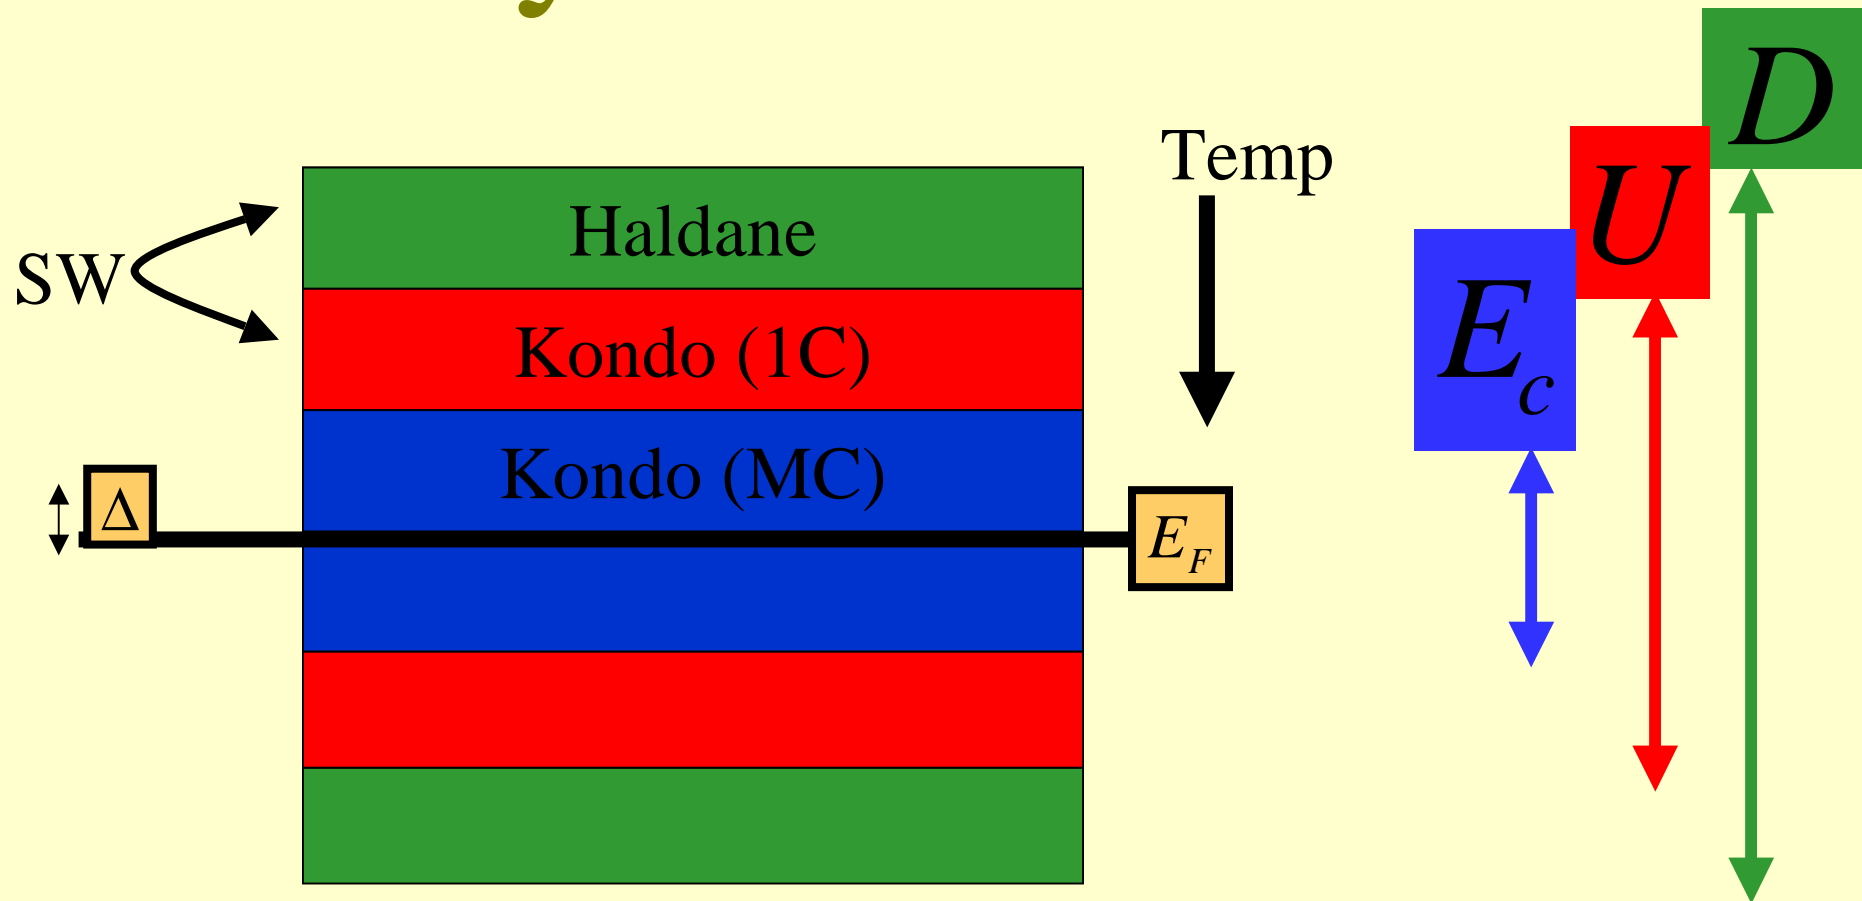 D
Temp
U
Haldane
SW
E_c
Kondo (1C)
Kondo (MC)
Δ
E_F